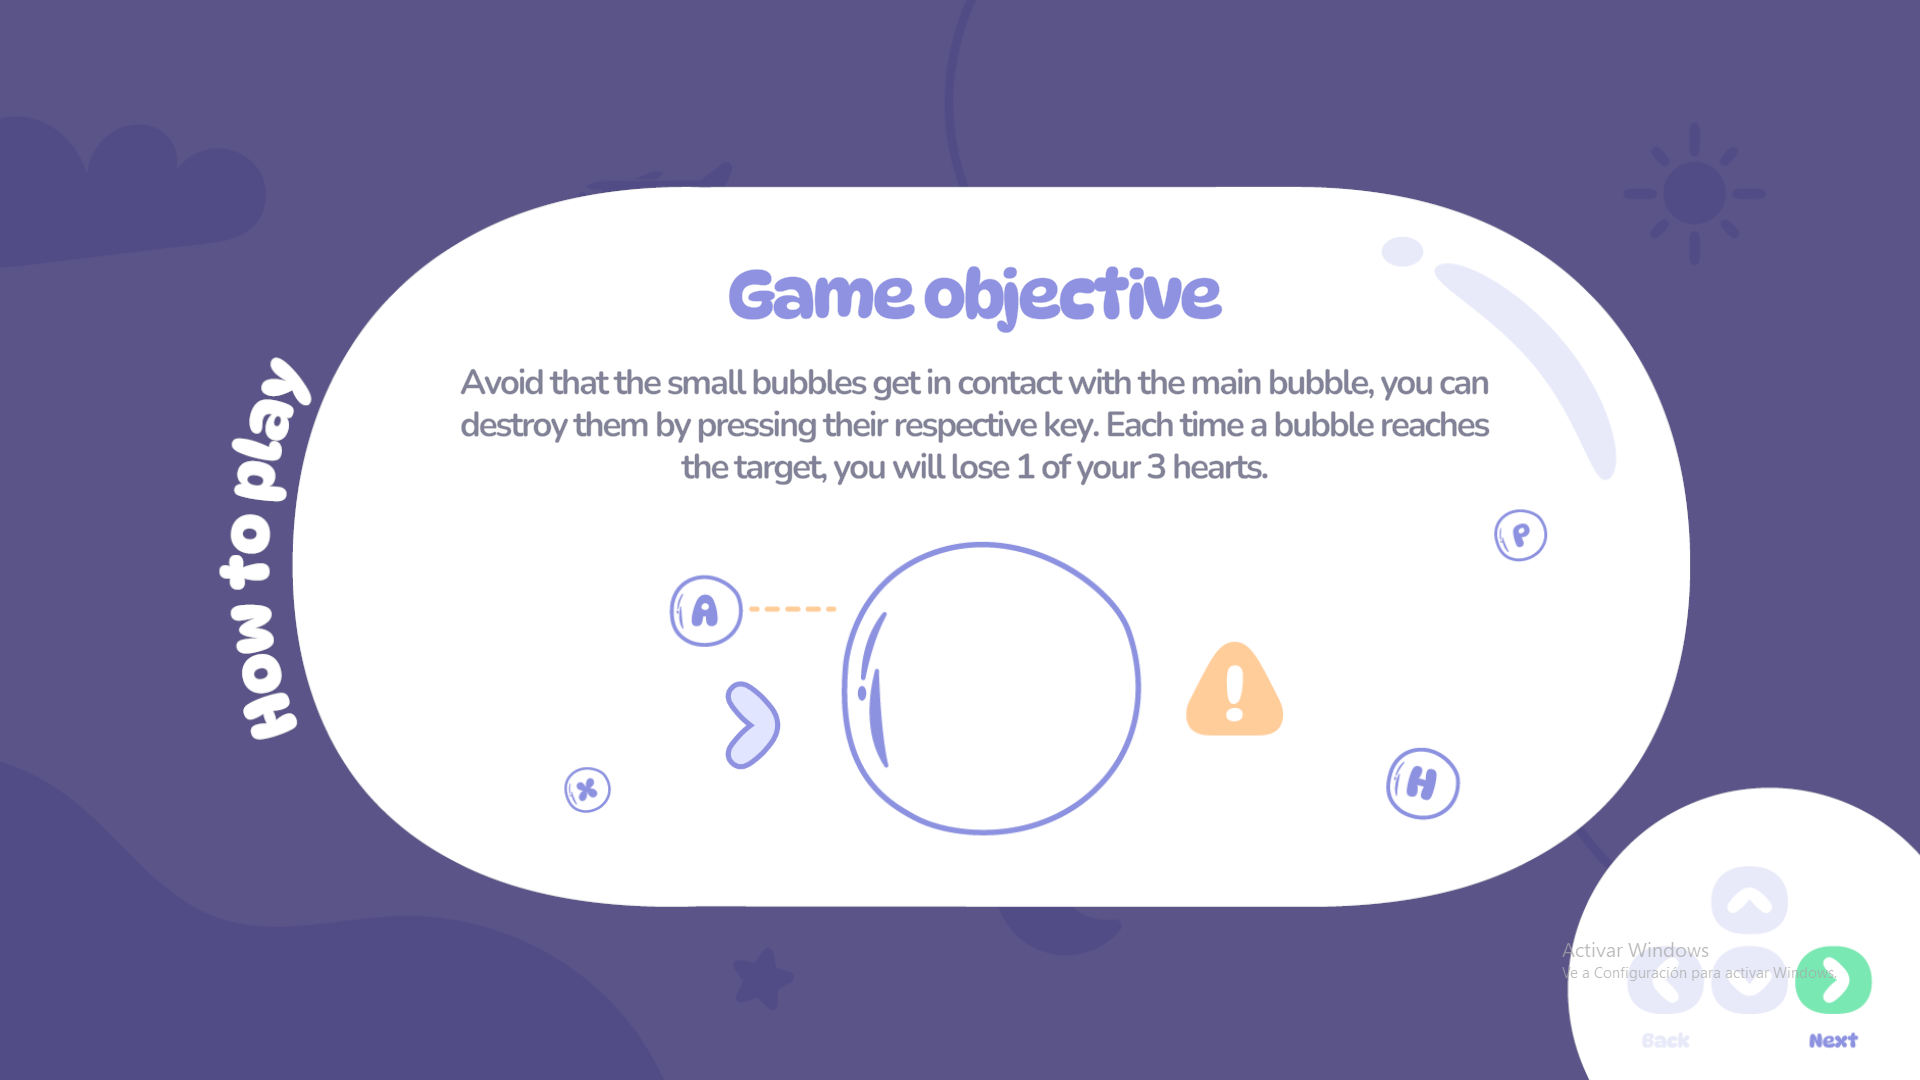 How to play
Game objective
Avoid that the small bubbles get in contact with the main bubble, you can
destroy them by pressing their respective key. Each time a bubble reaches
the target, you will lose 1 of your 3 hearts.
P
A
X
H
Activar Windows
Ve a Configuración para activar Windows.
Back
Next